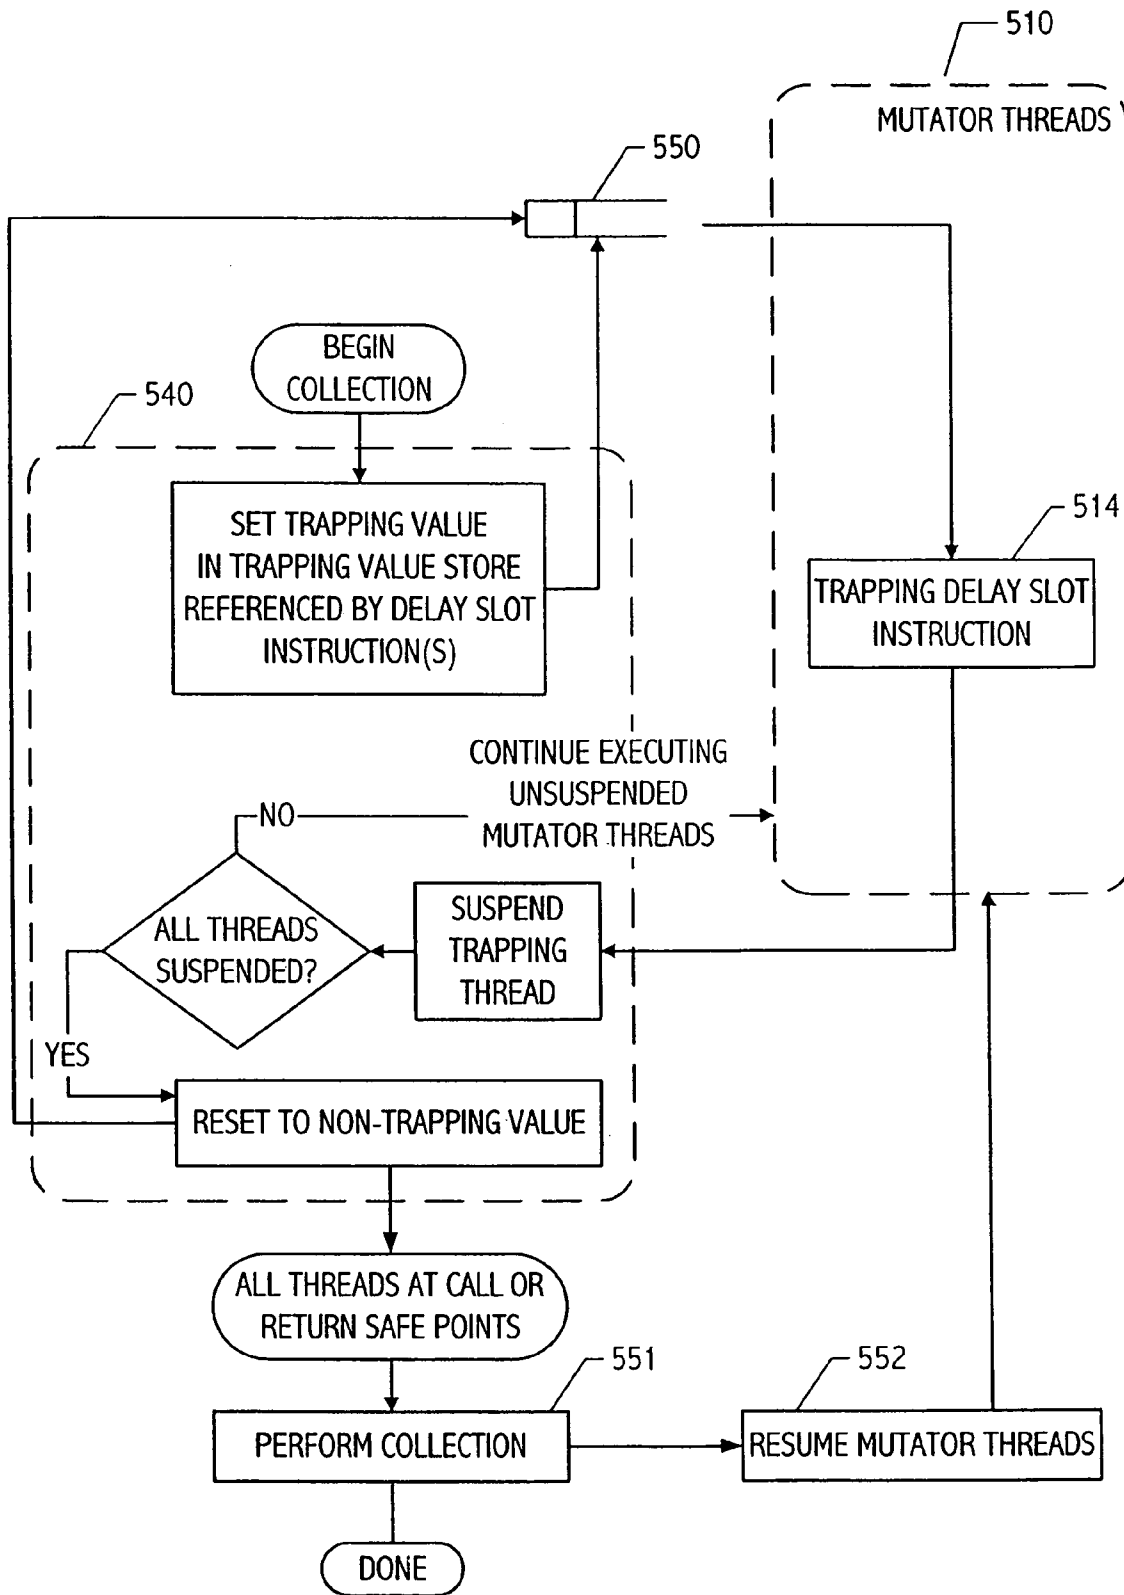 510
MUTATOR THREADS
550
BEGIN
COLLECTION
540
SET TRAPPING VALUE
IN TRAPPING VALUE STORE
REFERENCED BY DELAY SLOT
INSTRUCTION(S)
514
TRAPPING DELAY SLOT
INSTRUCTION
CONTINUE EXECUTING
UNSUSPENDED
MUTATOR THREADS
NO
ALL THREADS
SUSPENDED?
SUSPEND
TRAPPING
THREAD
YES
RESET TO NON-TRAPPING VALUE
ALL THREADS AT CALL OR
RETURN SAFE POINTS
551
PERFORM COLLECTION
552
RESUME MUTATOR THREADS
DONE